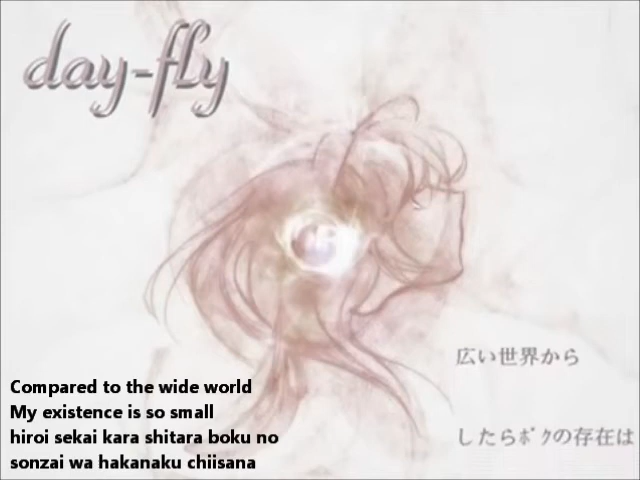 day-fly
広い世界から
したらﾎﾞｸの存在は
Compared to the wide world
My existence is so small
hiroi sekai kara shitara boku no
sonzai wa hakanaku chiisana